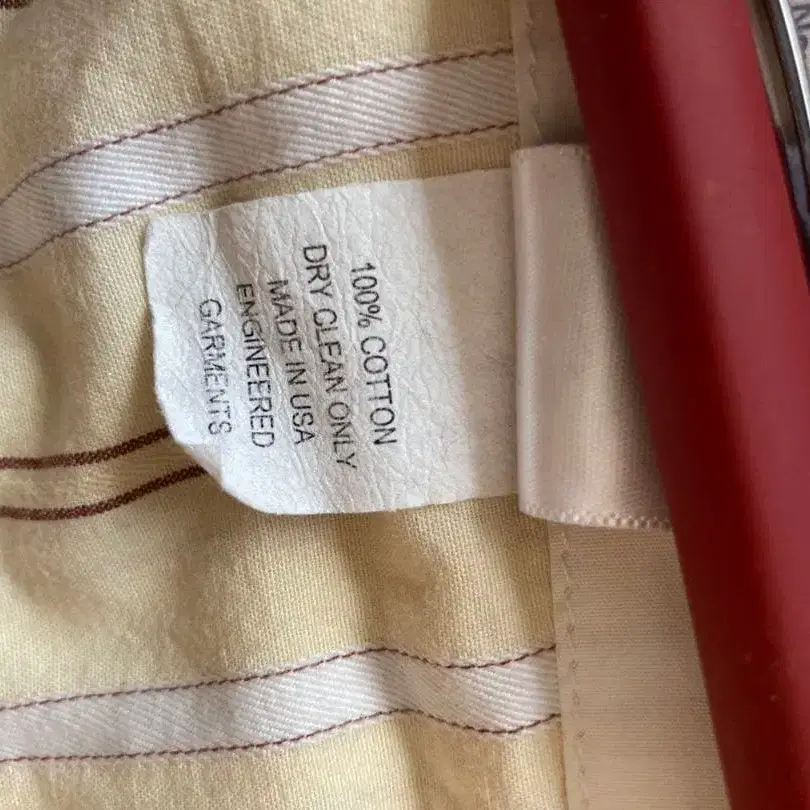 100% COTTON
DRY CLEAN ONLY
MADE IN USA
ENGINEERED
GARMENTS